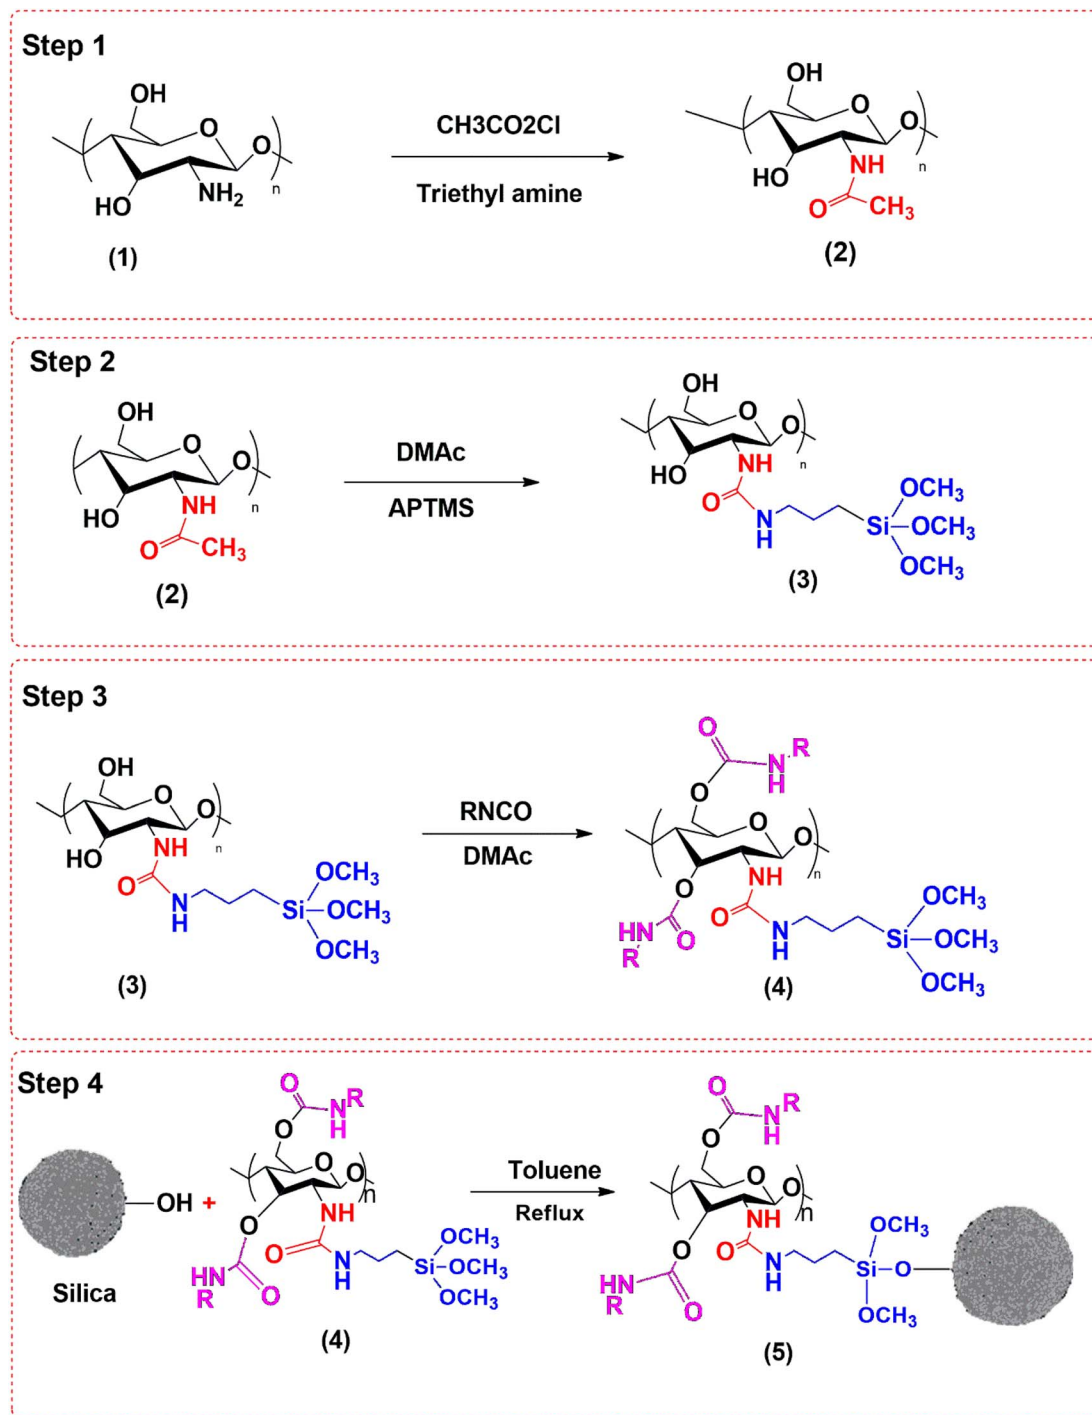 Step 1
OH
O
O
n
HO
NH2
(1)
CH3CO2Cl
Triethyl amine
OH
O
O
n
HO
NH
O
CH3
(2)
Step 2
OH
O
O
n
HO
NH
O
CH3
(2)
DMAc
APTMS
OH
O
O
n
HO
NH
O
N
H
Si
OCH3
OCH3
OCH3
(3)
Step 3
OH
O
O
n
HO
NH
O
N
H
Si
OCH3
OCH3
OCH3
(3)
RNCO
DMAc
O
R
N
H
O
O
O
n
O
NH
HN
R
O
O
N
H
Si
OCH3
OCH3
OCH3
(4)
Step 4
OH
+
Silica
O
R
N
H
O
O
O
n
O
NH
HN
R
O
O
N
H
Si
OCH3
OCH3
OCH3
(4)
Toluene
Reflux
O
R
N
H
O
O
O
n
O
NH
HN
R
O
O
N
H
Si
OCH3
O
OCH3
(5)